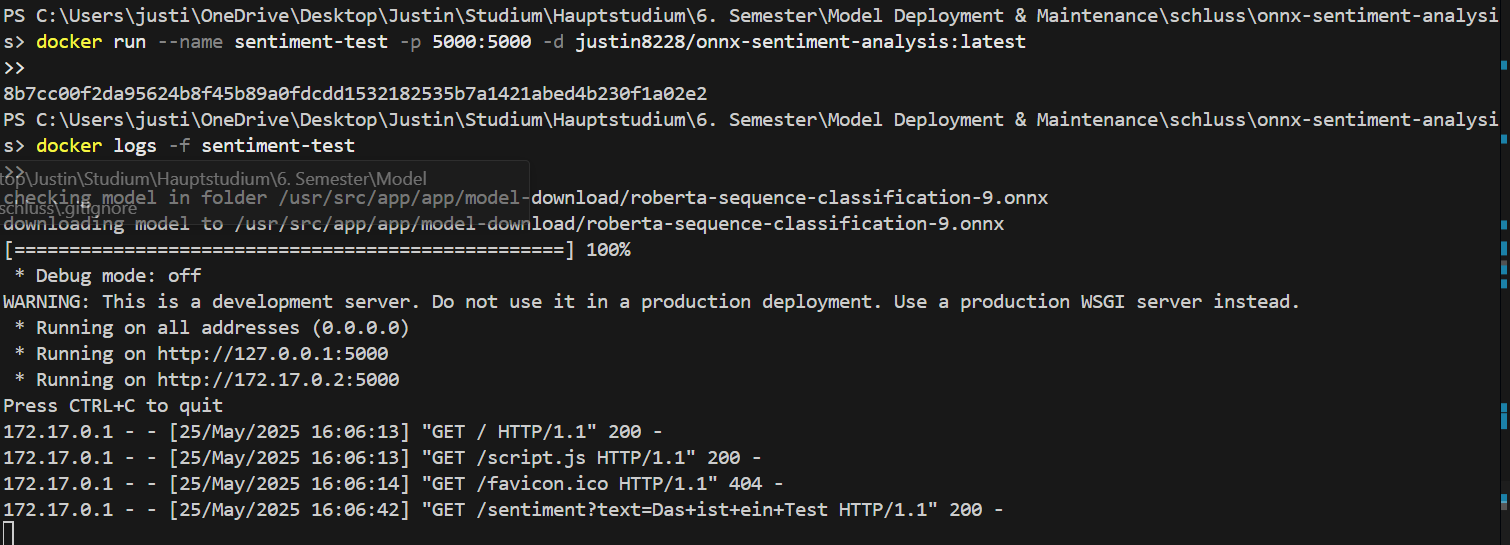 PS C:\Users\justi\OneDrive\Desktop\Justin\Studium\Hauptstudium\6. Semester\Model Deployment & Maintenance\schluss\onnx-sentiment-analysi
s> docker run --name sentiment-test -p 5000:5000 -d justin8228/onnx-sentiment-analysis:latest
>>
8b7cc00f2da95624b8f45b89a0fdcdd1532182535b7a1421abed4b230f1a02e2
PS C:\Users\justi\OneDrive\Desktop\Justin\Studium\Hauptstudium\6. Semester\Model Deployment & Maintenance\schluss\onnx-sentiment-analysi
s> docker logs -f sentiment-test
>>
top\Justin\Studium\Hauptstudium\6. Semester\Model
checking model in folder /usr/src/app/app/model-download/roberta-sequence-classification-9.onnx
schluss\.gitignore
downloading model to /usr/src/app/app/model-download/roberta-sequence-classification-9.onnx
[==================================================] 100%
 * Debug mode: off
WARNING: This is a development server. Do not use it in a production deployment. Use a production WSGI server instead.
 * Running on all addresses (0.0.0.0)
 * Running on http://127.0.0.1:5000
 * Running on http://172.17.0.2:5000
Press CTRL+C to quit
172.17.0.1 - - [25/May/2025 16:06:13] "GET / HTTP/1.1" 200 -
172.17.0.1 - - [25/May/2025 16:06:13] "GET /script.js HTTP/1.1" 200 -
172.17.0.1 - - [25/May/2025 16:06:14] "GET /favicon.ico HTTP/1.1" 404 -
172.17.0.1 - - [25/May/2025 16:06:42] "GET /sentiment?text=Das+ist+ein+Test HTTP/1.1" 200 -